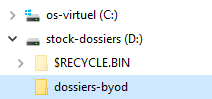 os-virtuel (C:)
stock-dossiers (D:)
$RECYCLE.BIN
dossiers-byod